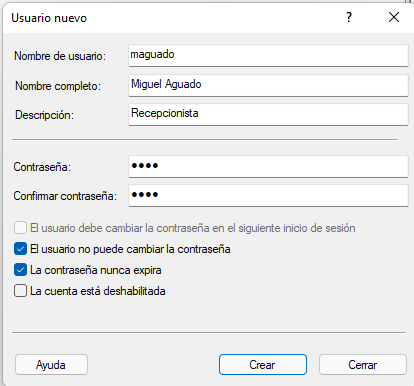 Usuario nuevo ? ×
Nombre de usuario: maguado
Nombre completo: Miguel Aguado
Descripción: Recepcionista
Contraseña: ●●●●
Confirmar contraseña: ●●●●
El usuario debe cambiar la contraseña en el siguiente inicio de sesión
El usuario no puede cambiar la contraseña
La contraseña nunca expira
La cuenta está deshabilitada
Ayuda Crear Cerrar